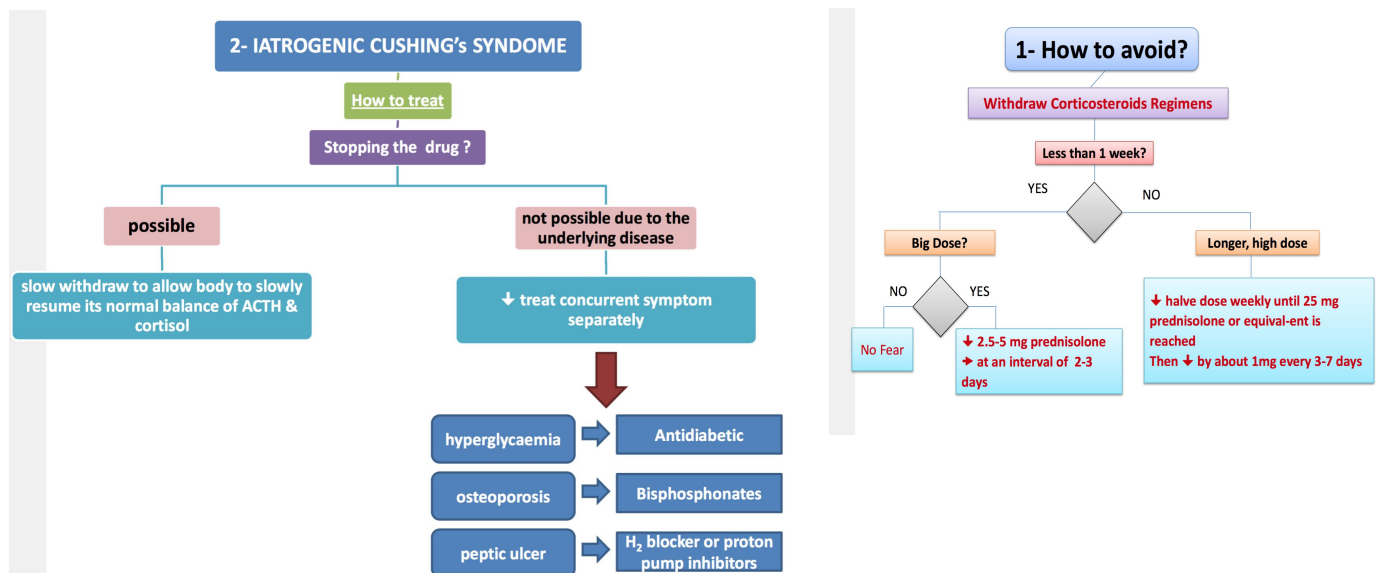 2- IATROGENIC CUSHING's SYNDOME
How to treat
Stopping the drug ?
possible
not possible due to the
underlying disease
slow withdraw to allow body to slowly
resume its normal balance of ACTH &
cortisol
↓ treat concurrent symptom
separately
hyperglycaemia
Antidiabetic
osteoporosis
Bisphosphonates
peptic ulcer
H₂ blocker or proton
pump inhibitors
1- How to avoid?
Withdraw Corticosteroids Regimens
Less than 1 week?
YES
NO
Big Dose?
Longer, high dose
NO
YES
No Fear
↓ 2.5-5 mg prednisolone
→ at an interval of 2-3
days
↓ halve dose weekly until 25 mg
prednisolone or equival-ent is
reached
Then ↓ by about 1mg every 3-7 days